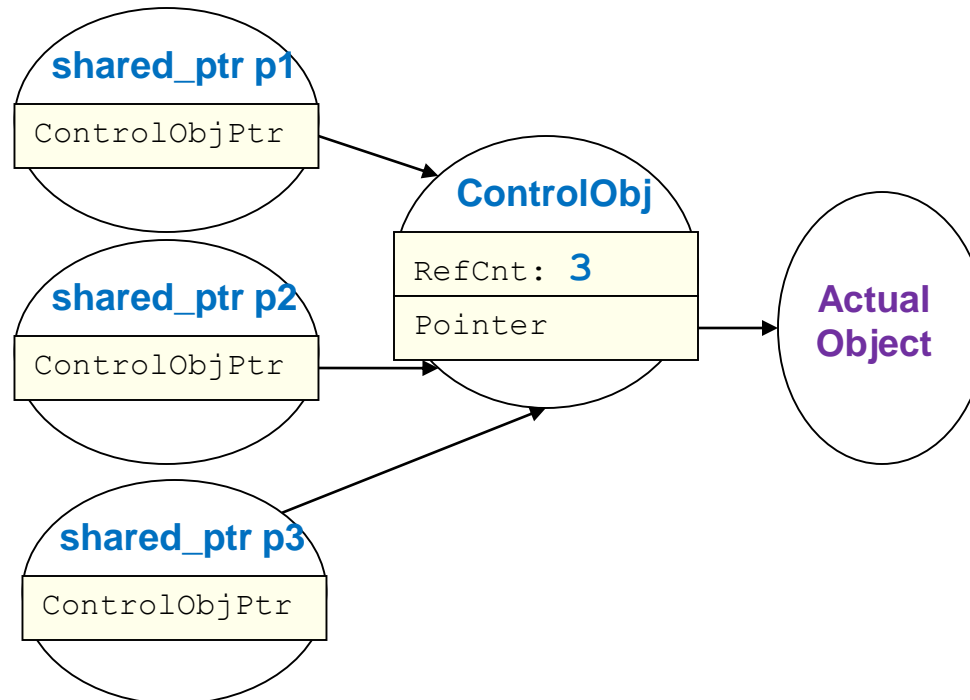 shared_ptr p1
ControlObjPtr
ControlObj
RefCnt: 3
Pointer
shared_ptr p2
ControlObjPtr
Actual
Object
shared_ptr p3
ControlObjPtr